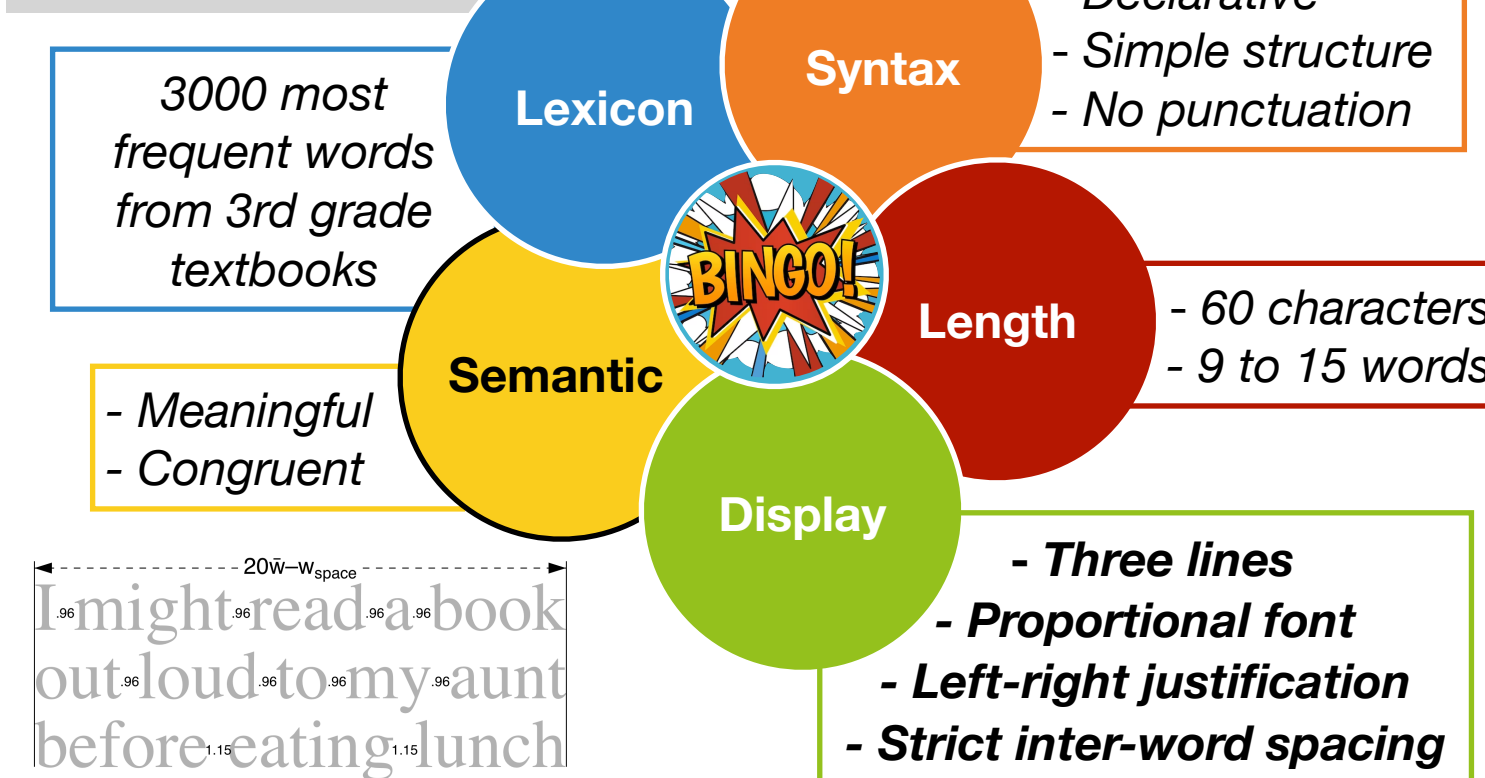 Declarative
- Simple structure
- No punctuation
Syntax
Lexicon
3000 most
frequent words
from 3rd grade
textbooks
BINGO!
Length
- 60 characters
- 9 to 15 words
Semantic
- Meaningful
- Congruent
Display
- Three lines
- Proportional font
- Left-right justification
- Strict inter-word spacing
20w̄–wspace
I .96 might .96 read .96 a .96 book
out .96 loud .96 to .96 my .96 aunt
before 1.15 eating 1.15 lunch